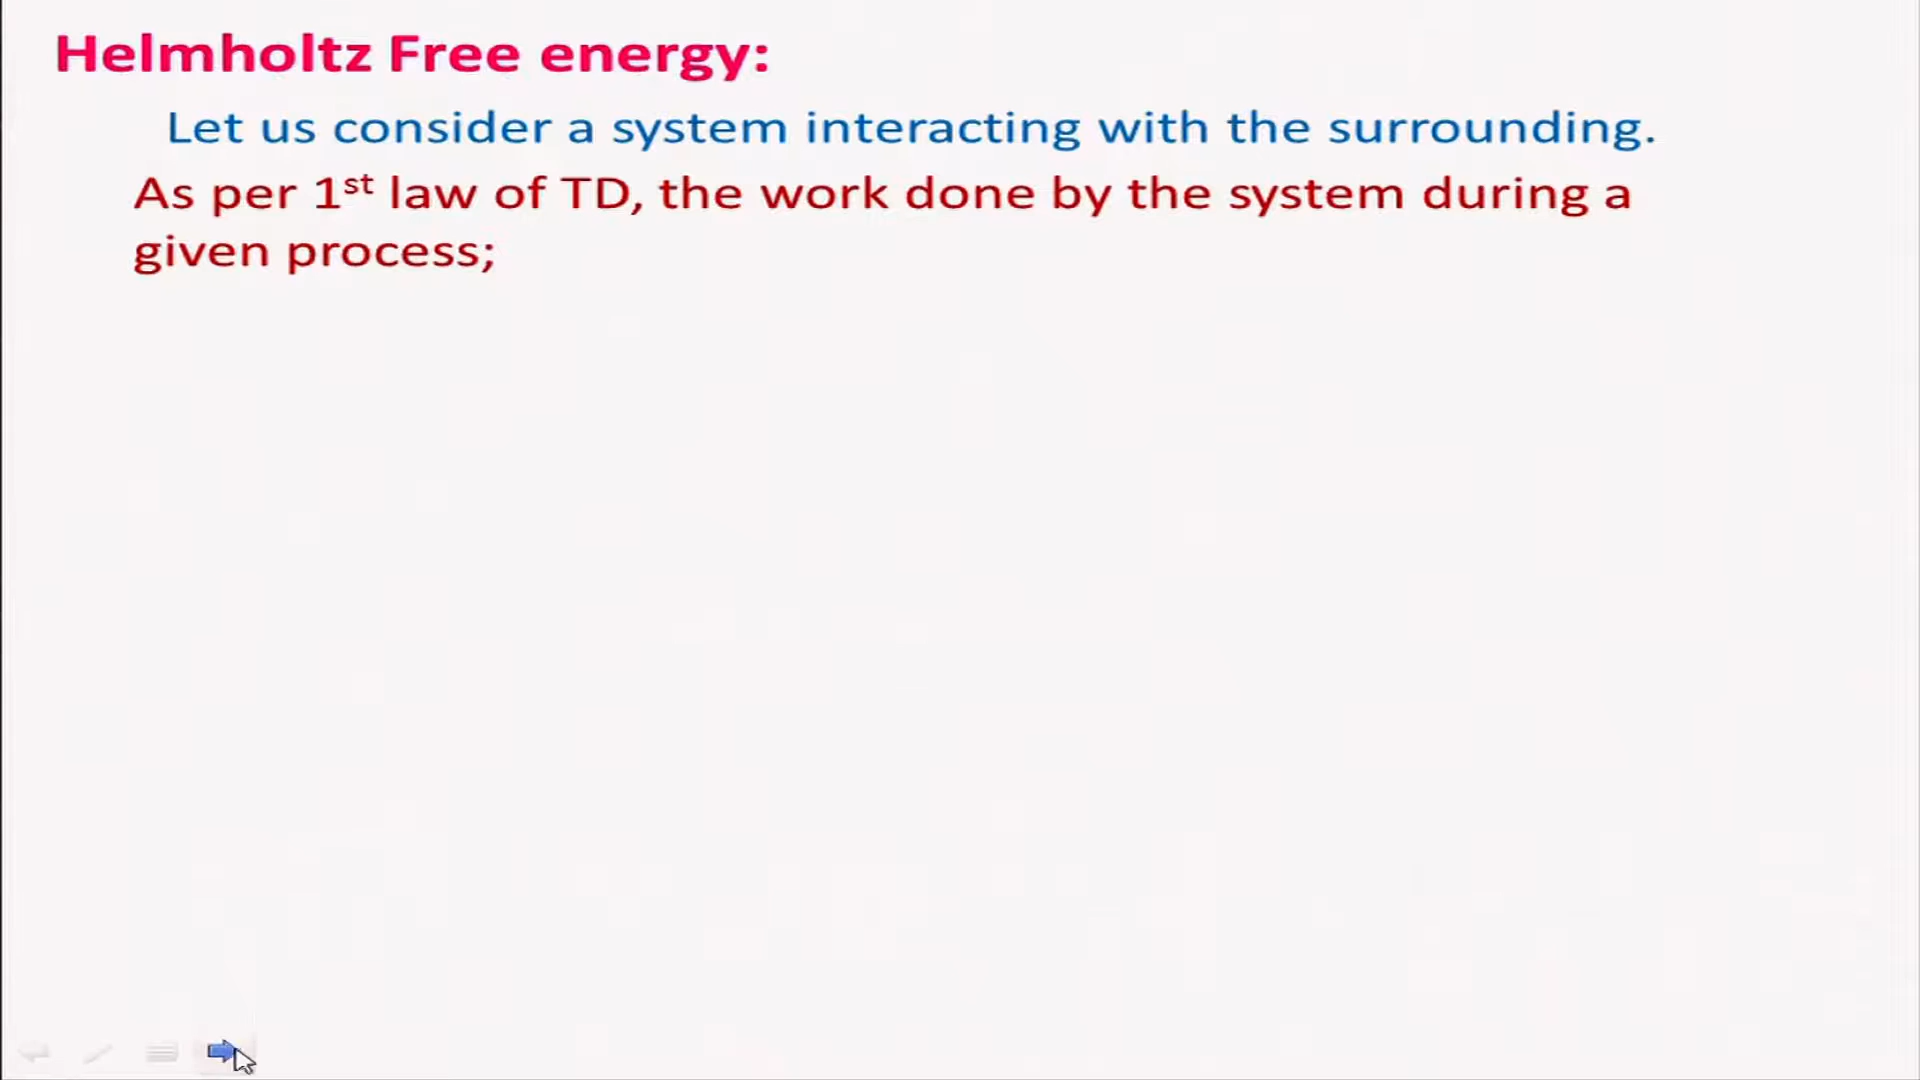 Helmholtz Free energy:
Let us consider a system interacting with the surrounding.
As per 1st law of TD, the work done by the system during a
given process;